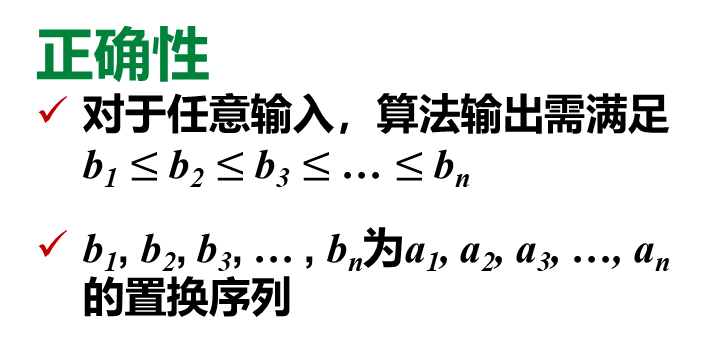 正确性
✓ 对于任意输入，算法输出需满足
b₁ ≤ b₂ ≤ b₃ ≤ … ≤ bₙ
✓ b₁, b₂, b₃, … , bₙ为a₁, a₂, a₃, …, aₙ
的置换序列